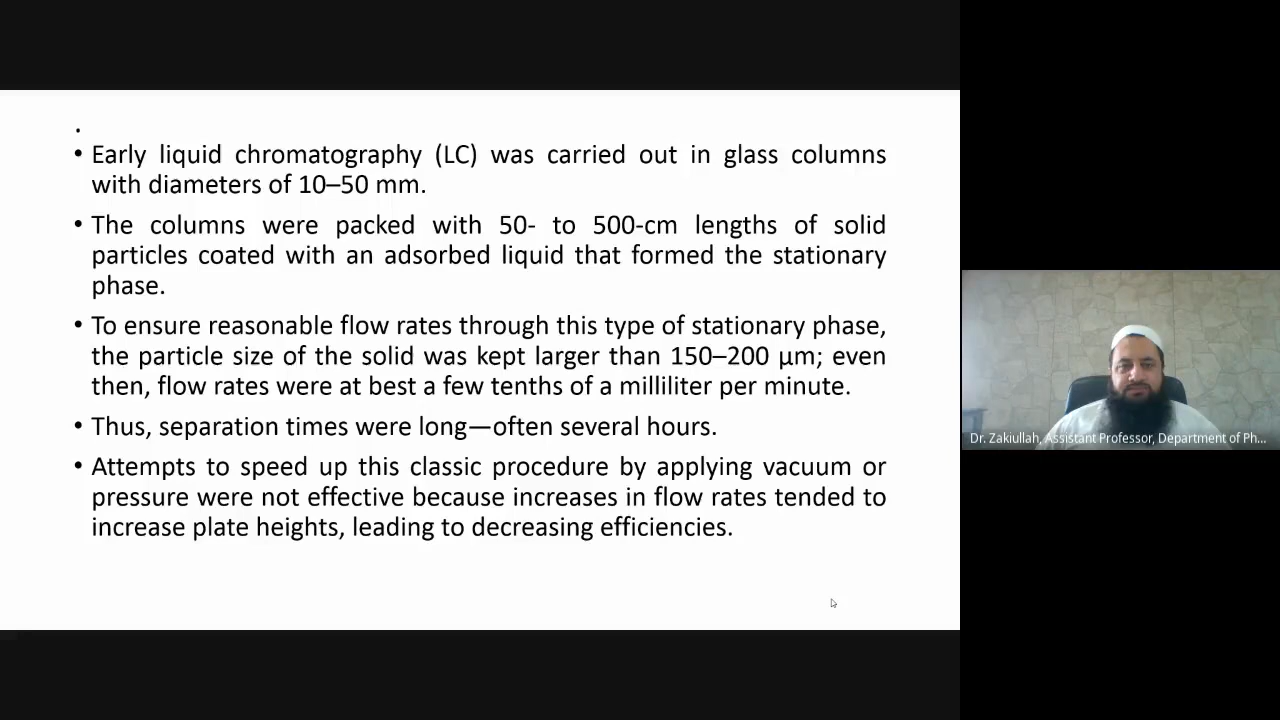 .
• Early liquid chromatography (LC) was carried out in glass columns
with diameters of 10–50 mm.
• The columns were packed with 50- to 500-cm lengths of solid
particles coated with an adsorbed liquid that formed the stationary
phase.
• To ensure reasonable flow rates through this type of stationary phase,
the particle size of the solid was kept larger than 150–200 µm; even
then, flow rates were at best a few tenths of a milliliter per minute.
• Thus, separation times were long—often several hours.
• Attempts to speed up this classic procedure by applying vacuum or
pressure were not effective because increases in flow rates tended to
increase plate heights, leading to decreasing efficiencies.
Dr. Zakiullah, Assistant Professor, Department of Ph...